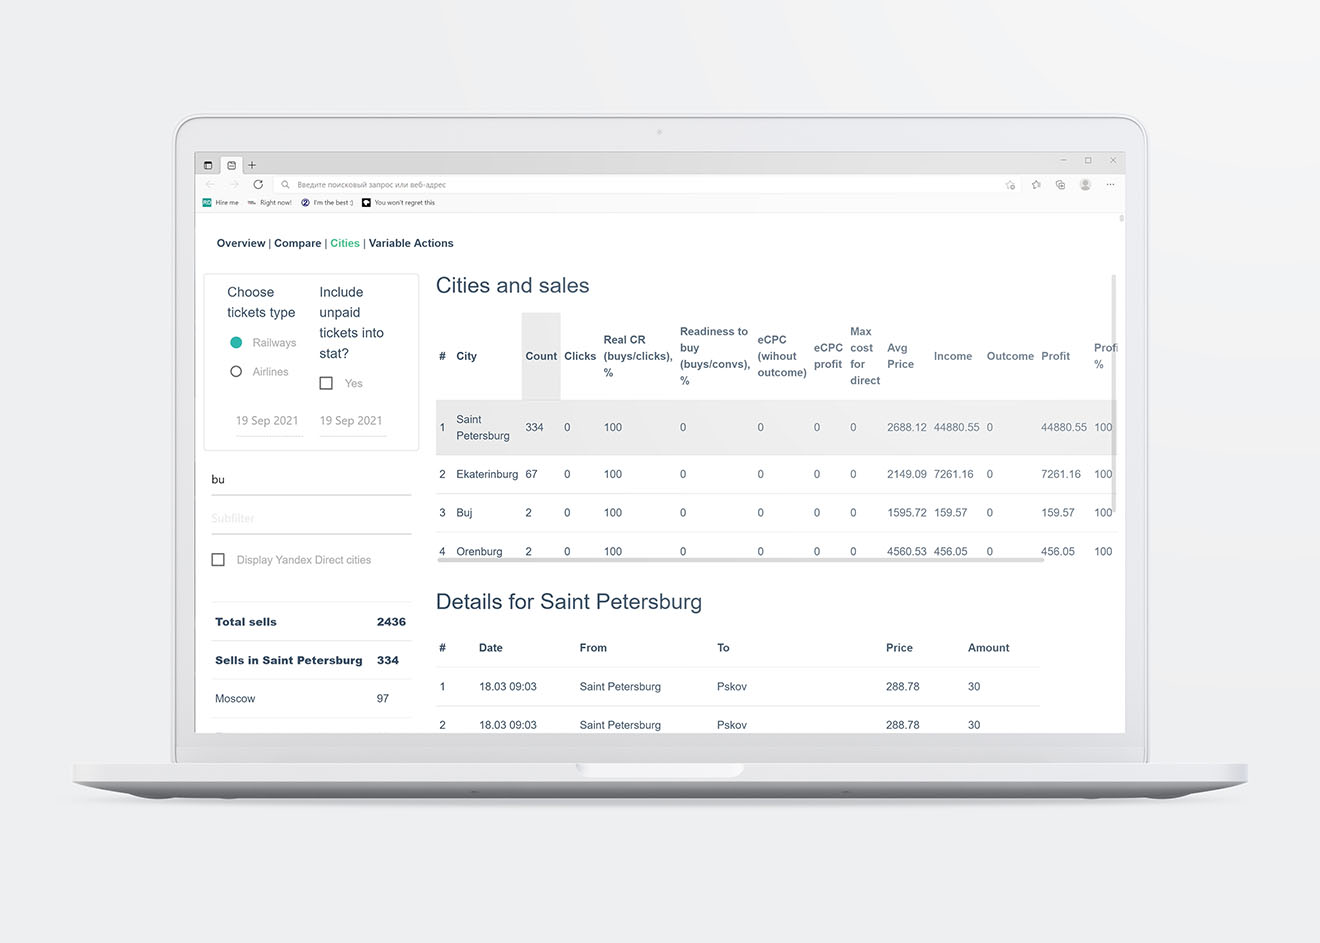 Введите поисковый запрос или веб-адрес
Hire me Right now! I'm the best :) You won't regret this
Overview | Compare | Cities | Variable Actions
Choose
tickets type
Railways
Airlines
Include
unpaid
tickets into
stat?
Yes
19 Sep 2021 19 Sep 2021
bu
Subfilter
Display Yandex Direct cities
Total sells 2436
Sells in Saint Petersburg 334
Moscow 97
Cities and sales
# City Count Clicks Real CR (buys/clicks), % Readiness to buy (buys/convs), % eCPC (wihout outcome) eCPC profit Max cost for direct Avg Price Income Outcome Profit Profi %
1 Saint Petersburg 334 0 100 0 0 0 0 2688.12 44880.55 0 44880.55 100
2 Ekaterinburg 67 0 100 0 0 0 0 2149.09 7261.16 0 7261.16 100
3 Buj 2 0 100 0 0 0 0 1595.72 159.57 0 159.57 100
4 Orenburg 2 0 100 0 0 0 0 4560.53 456.05 0 456.05 100
Details for Saint Petersburg
# Date From To Price Amount
1 18.03 09:03 Saint Petersburg Pskov 288.78 30
2 18.03 09:03 Saint Petersburg Pskov 288.78 30